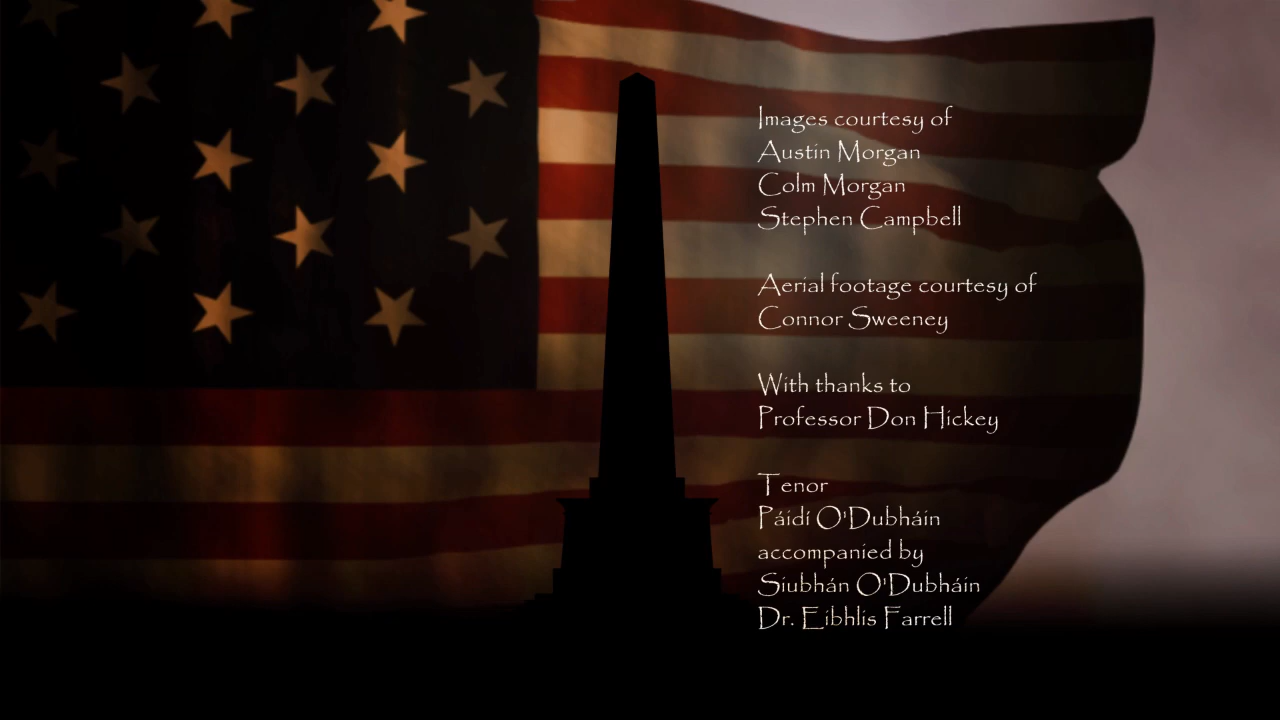 Images courtesy of
Austin Morgan
Colm Morgan
Stephen Campbell
Aerial footage courtesy of
Connor Sweeney
With thanks to
Professor Don Hickey
Tenor
Páidí O'Dubháin
accompanied by
Siubhán O'Dubháin
Dr. Eibhlis Farrell